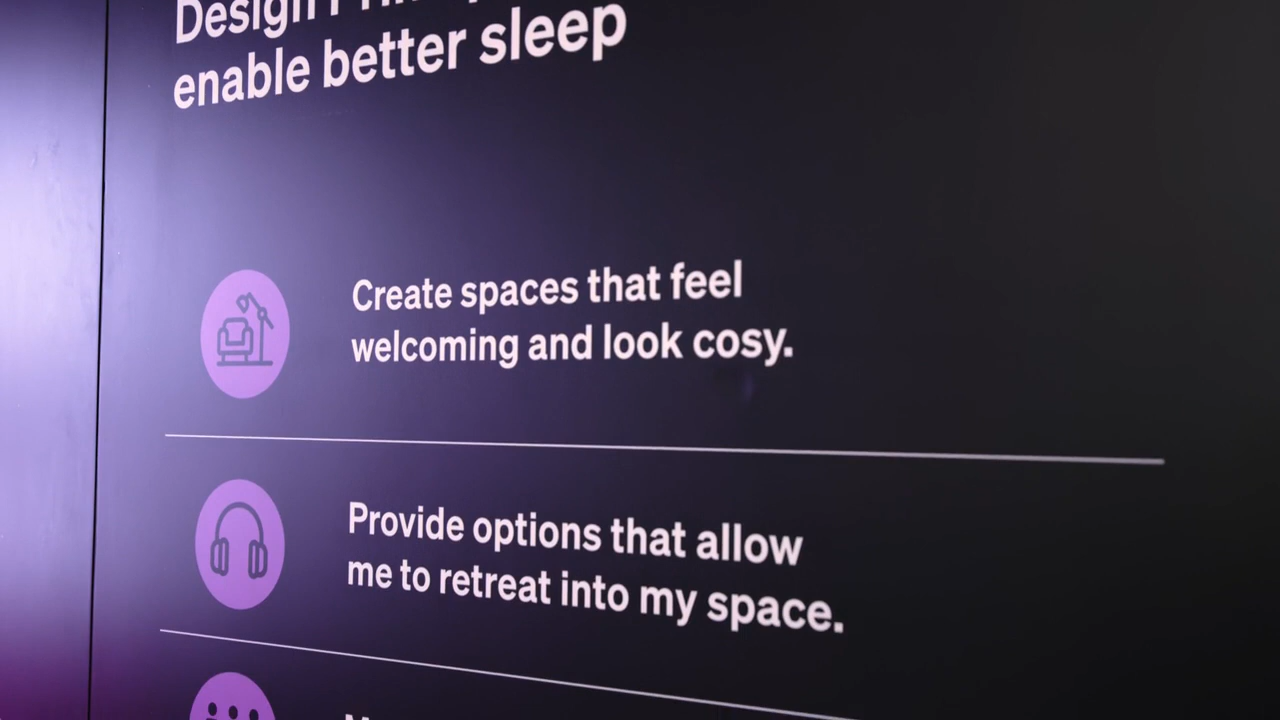 Design
enable better sleep
Create spaces that feel
welcoming and look cosy.
Provide options that allow
me to retreat into my space.